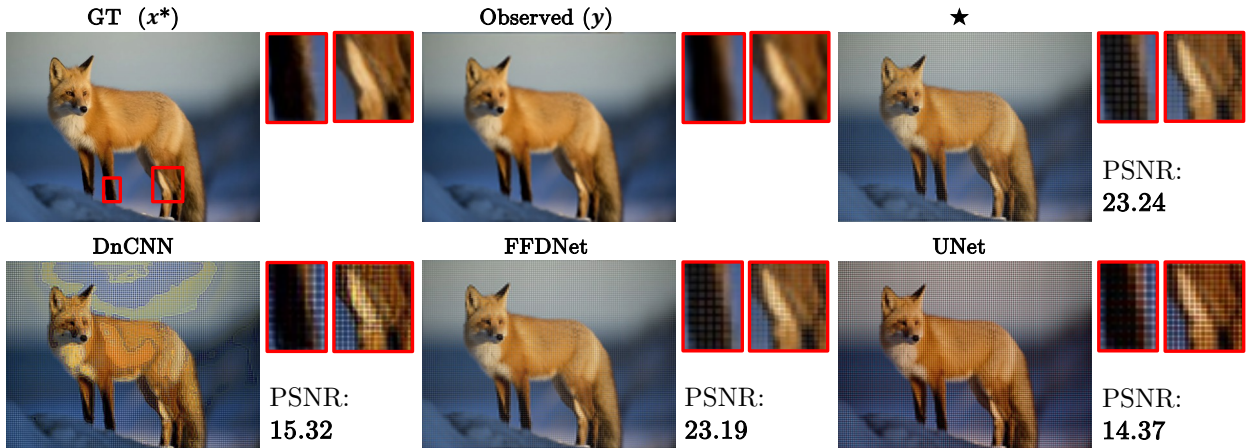 GT (x*)
Observed (y)
★
PSNR:
23.24
DnCNN
FFDNet
UNet
PSNR:
15.32
PSNR:
23.19
PSNR:
14.37